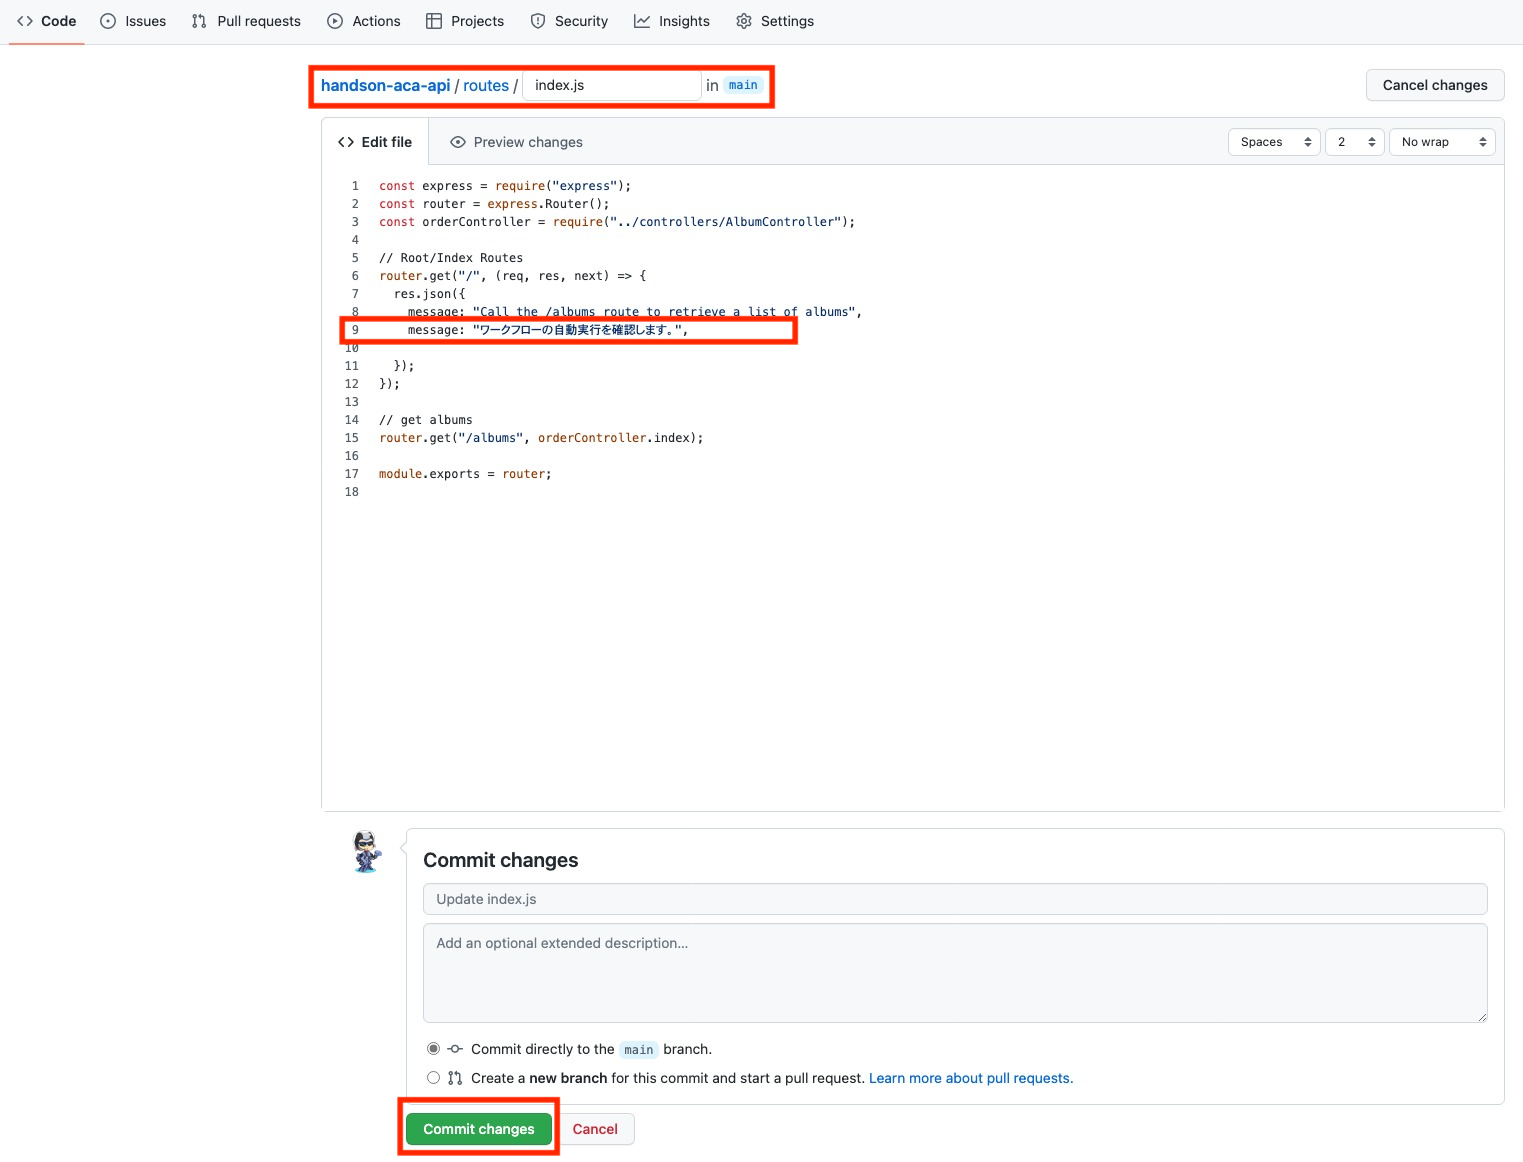 Code Issues Pull requests Actions Projects Security Insights Settings
handson-aca-api / routes / index.js in main Cancel changes
Edit file Preview changes Spaces 2 No wrap
1 const express = require("express");
2 const router = express.Router();
3 const orderController = require("../controllers/AlbumController");
4
5 // Root/Index Routes
6 router.get("/", (req, res, next) => {
7 res.json({
8 message: "Call the /albums route to retrieve a list of albums",
9 message: "ワークフローの自動実行を確認します。",
10
11 });
12 });
13
14 // get albums
15 router.get("/albums", orderController.index);
16
17 module.exports = router;
18
Commit changes
Update index.js
Add an optional extended description...
Commit directly to the main branch.
Create a new branch for this commit and start a pull request. Learn more about pull requests.
Commit changes Cancel